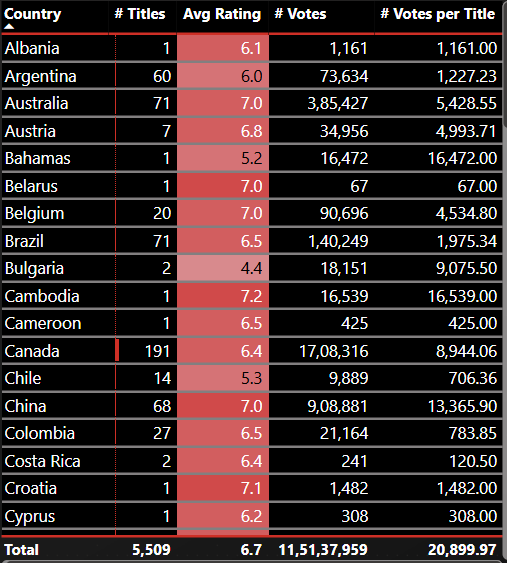 Country # Titles Avg Rating # Votes # Votes per Title
Albania 1 6.1 1,161 1,161.00
Argentina 60 6.0 73,634 1,227.23
Australia 71 7.0 3,85,427 5,428.55
Austria 7 6.8 34,956 4,993.71
Bahamas 1 5.2 16,472 16,472.00
Belarus 1 7.0 67 67.00
Belgium 20 7.0 90,696 4,534.80
Brazil 71 6.5 1,40,249 1,975.34
Bulgaria 2 4.4 18,151 9,075.50
Cambodia 1 7.2 16,539 16,539.00
Cameroon 1 6.5 425 425.00
Canada 191 6.4 17,08,316 8,944.06
Chile 14 5.3 9,889 706.36
China 68 7.0 9,08,881 13,365.90
Colombia 27 6.5 21,164 783.85
Costa Rica 2 6.4 241 120.50
Croatia 1 7.1 1,482 1,482.00
Cyprus 1 6.2 308 308.00
Total 5,509 6.7 11,51,37,959 20,899.97